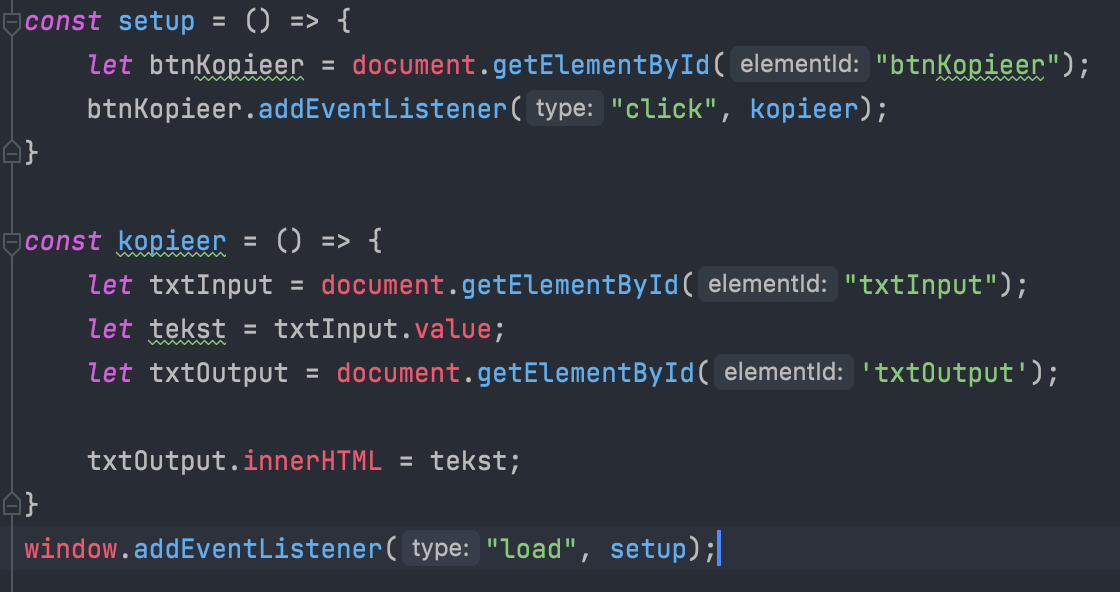 const setup = () => {
    let btnKopieer = document.getElementById( elementId: "btnKopieer");
    btnKopieer.addEventListener( type: "click", kopieer);
}

const kopieer = () => {
    let txtInput = document.getElementById( elementId: "txtInput");
    let tekst = txtInput.value;
    let txtOutput = document.getElementById( elementId: 'txtOutput');

    txtOutput.innerHTML = tekst;
}
window.addEventListener( type: "load", setup);